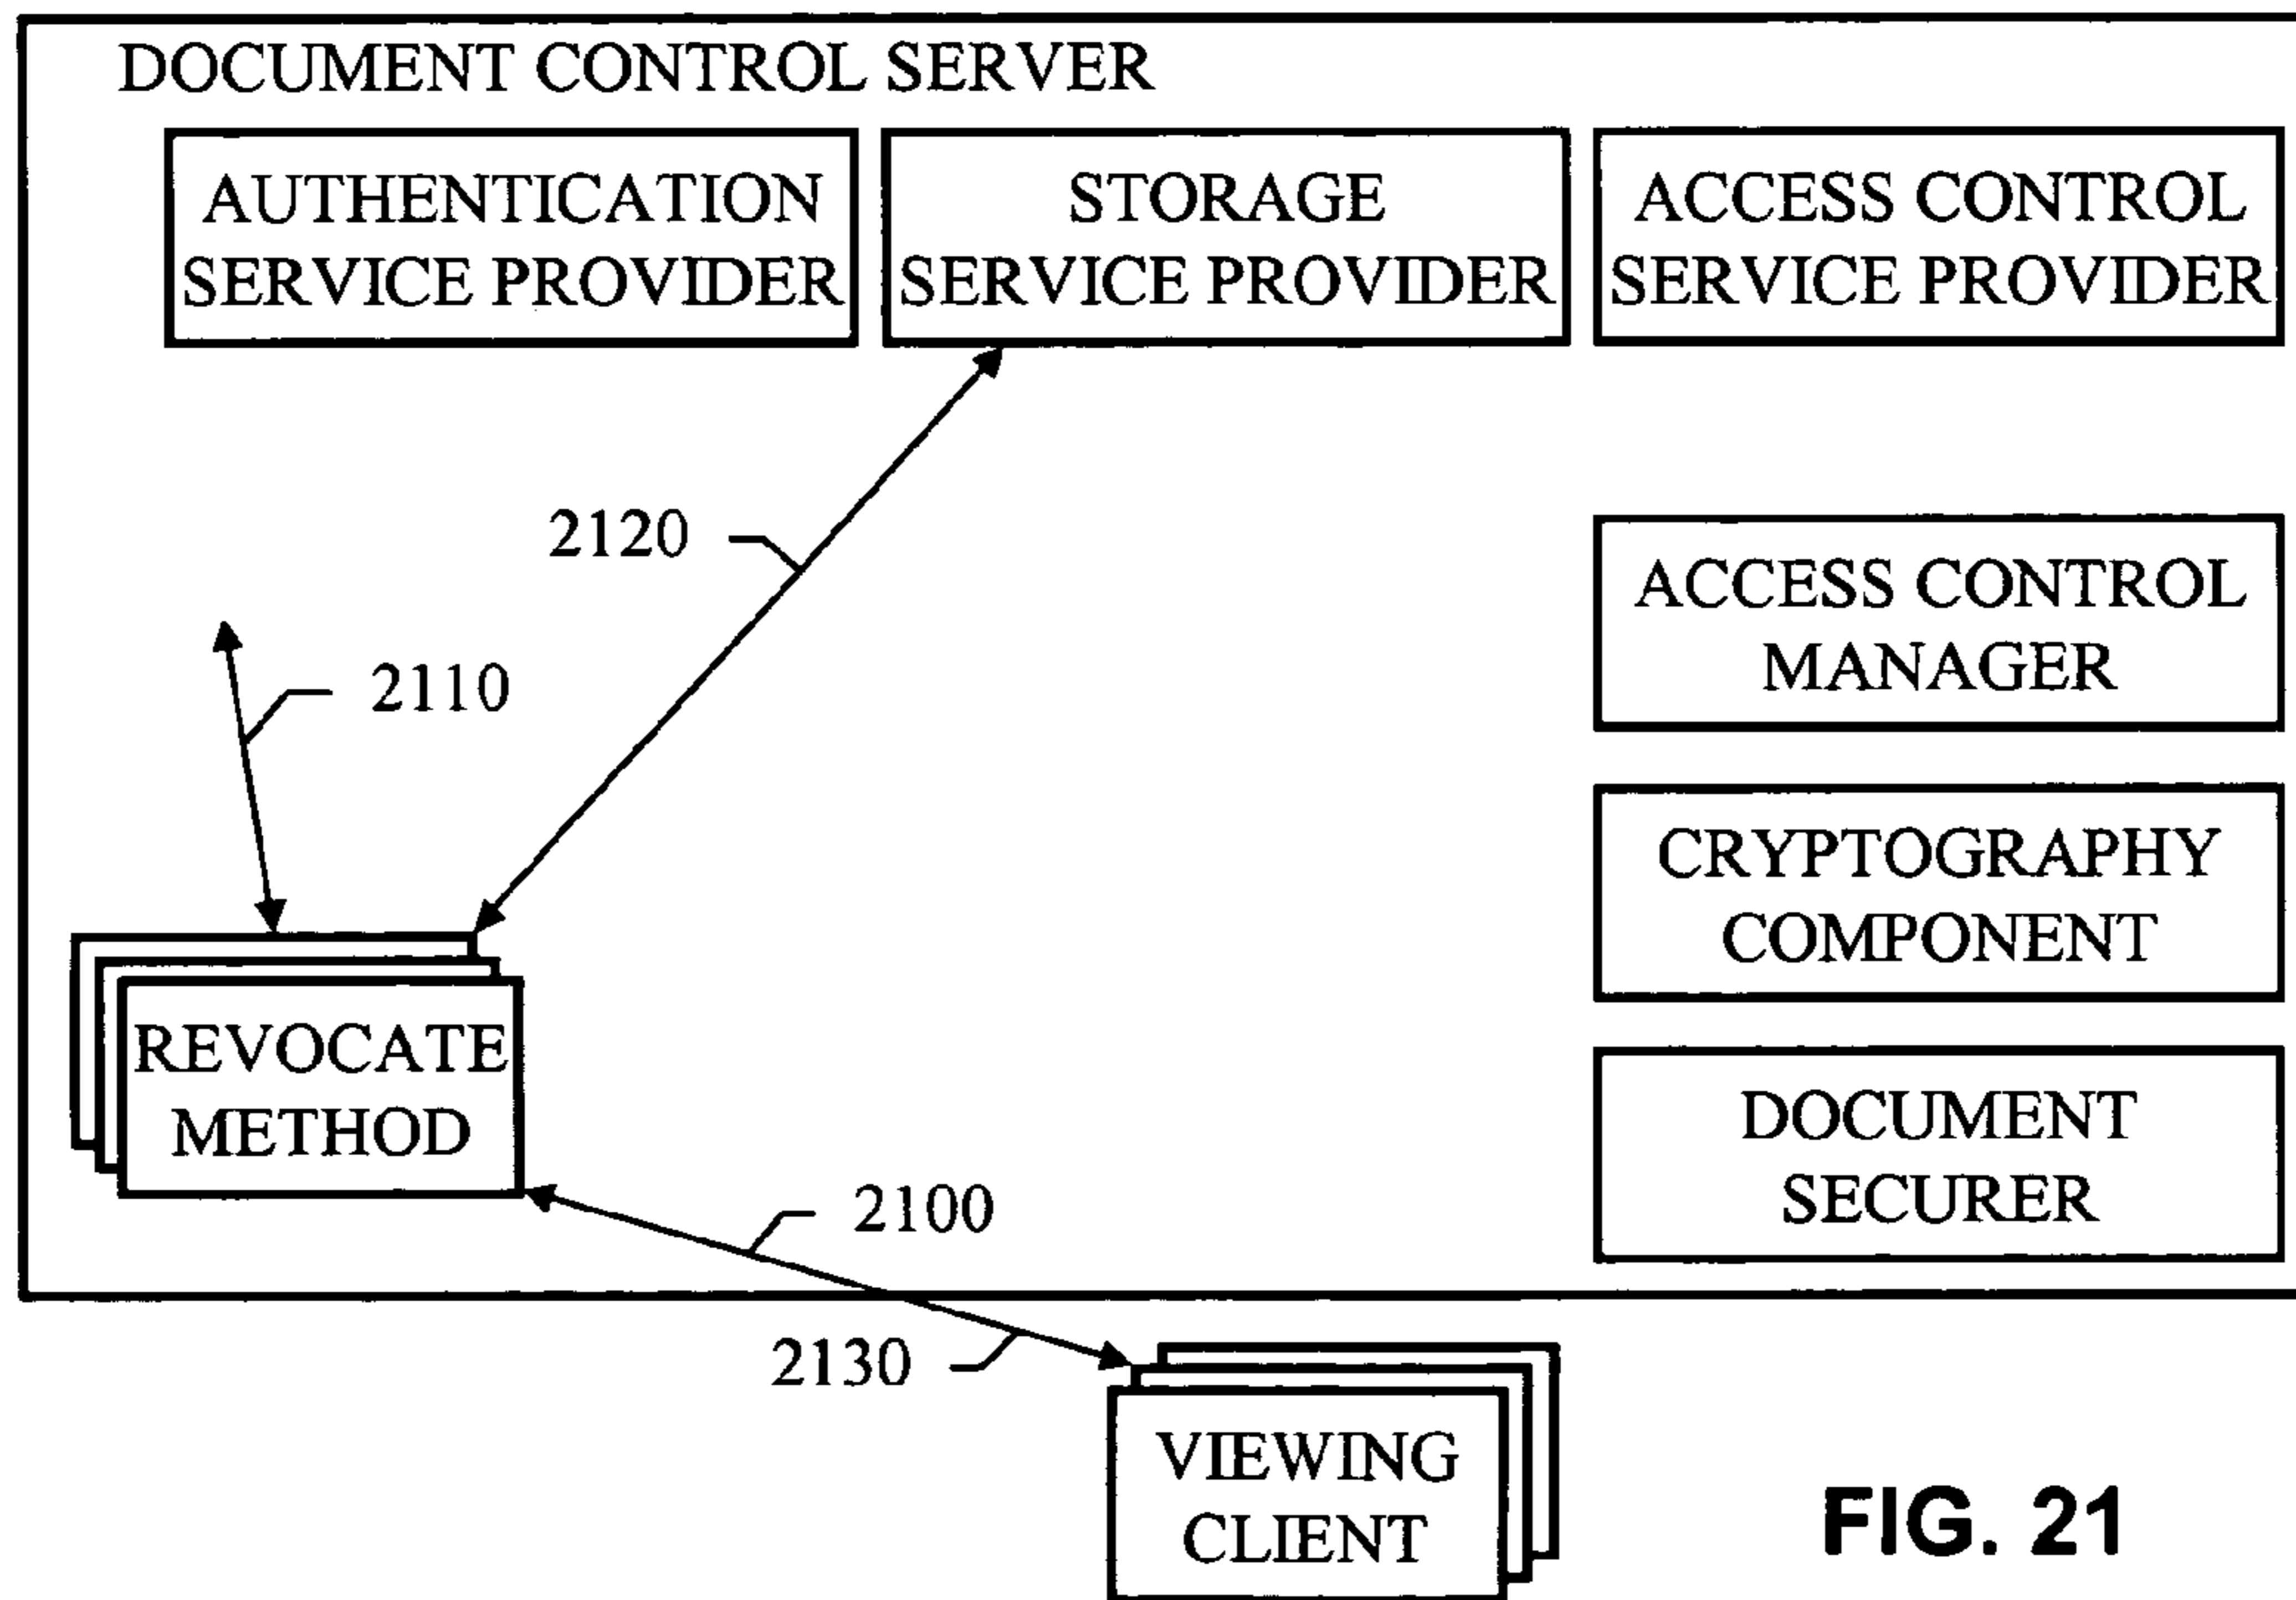 DOCUMENT CONTROL SERVER
AUTHENTICATION
SERVICE PROVIDER
STORAGE
SERVICE PROVIDER
ACCESS CONTROL
SERVICE PROVIDER
2120
ACCESS CONTROL
MANAGER
2110
CRYPTOGRAPHY
COMPONENT
REVOCATE
METHOD
DOCUMENT
SECURER
2100
2130
VIEWING
CLIENT
FIG. 21